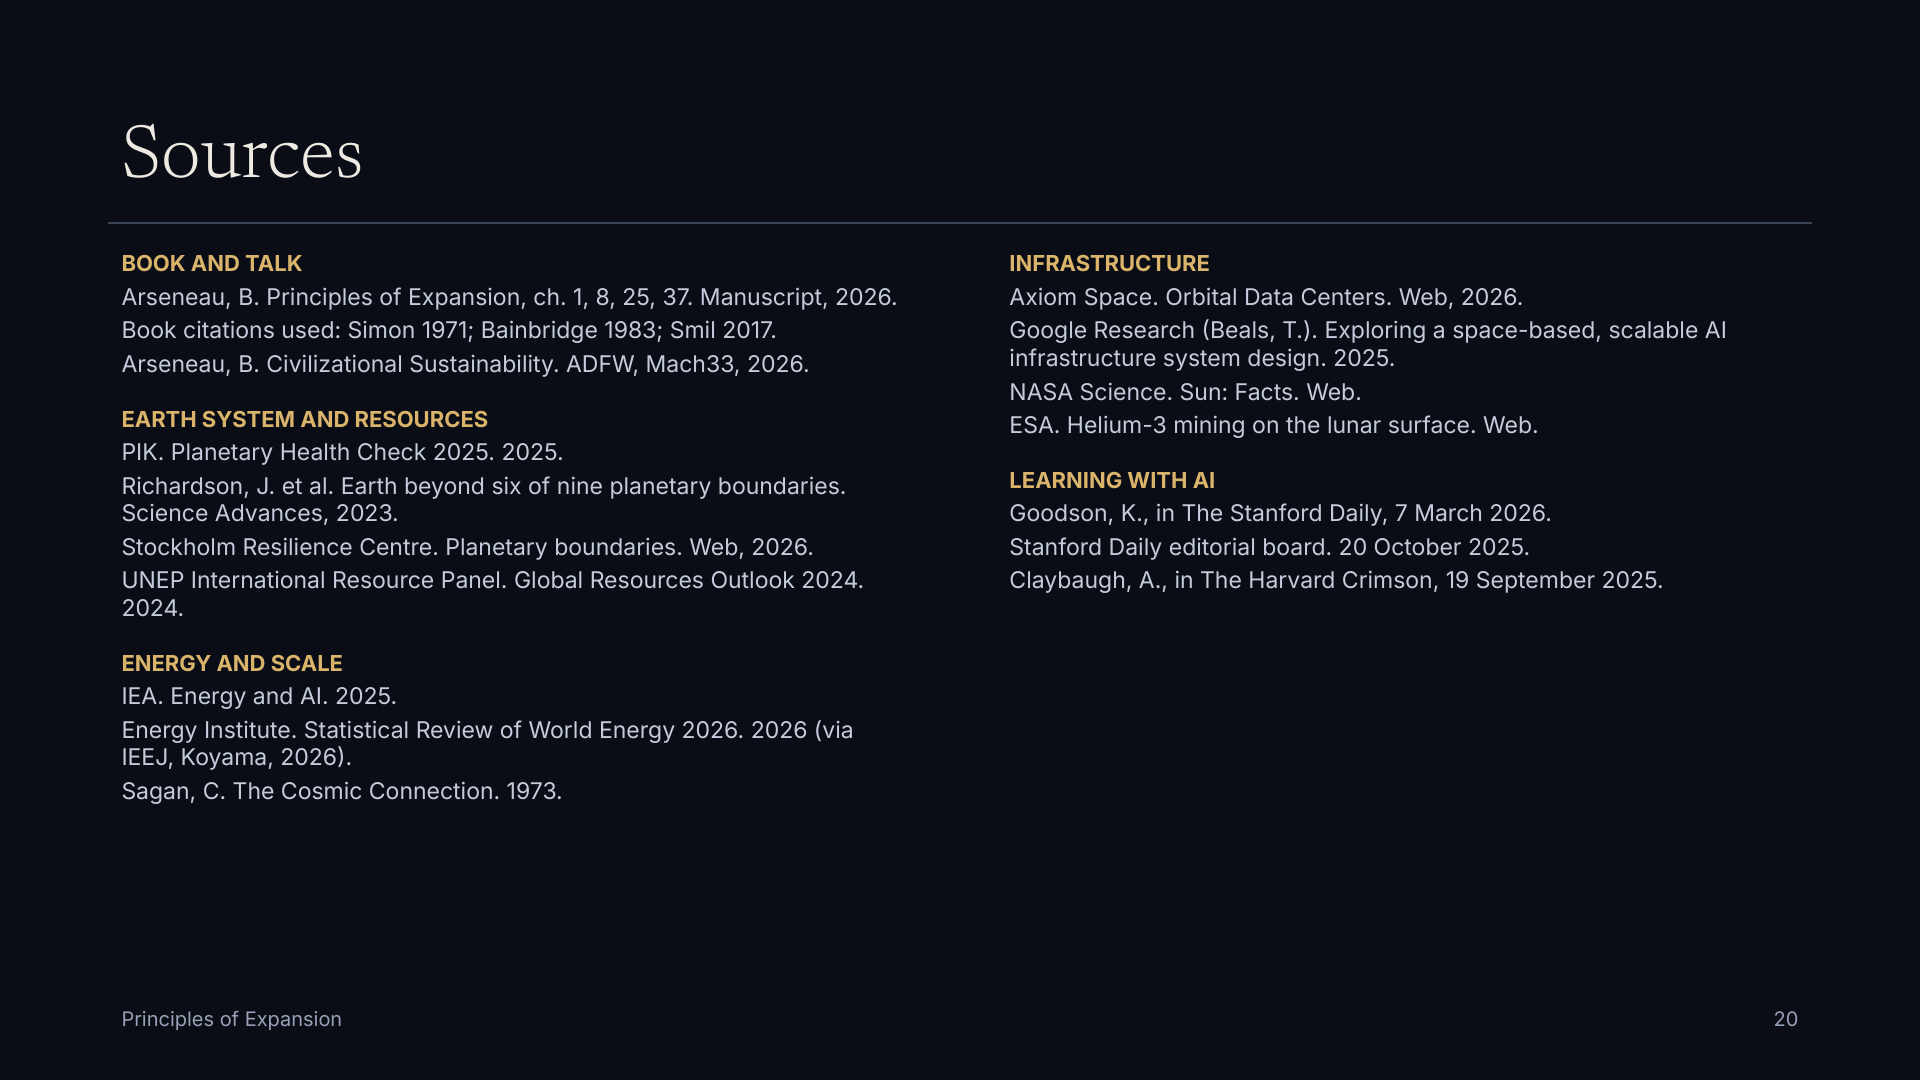 Sources
BOOK AND TALK
Arseneau, B. Principles of Expansion, ch. 1, 8, 25, 37. Manuscript, 2026.
Book citations used: Simon 1971; Bainbridge 1983; Smil 2017.
Arseneau, B. Civilizational Sustainability. ADFW, Mach33, 2026.
EARTH SYSTEM AND RESOURCES
PIK. Planetary Health Check 2025. 2025.
Richardson, J. et al. Earth beyond six of nine planetary boundaries.
Science Advances, 2023.
Stockholm Resilience Centre. Planetary boundaries. Web, 2026.
UNEP International Resource Panel. Global Resources Outlook 2024.
2024.
ENERGY AND SCALE
IEA. Energy and AI. 2025.
Energy Institute. Statistical Review of World Energy 2026. 2026 (via
IEEJ, Koyama, 2026).
Sagan, C. The Cosmic Connection. 1973.
INFRASTRUCTURE
Axiom Space. Orbital Data Centers. Web, 2026.
Google Research (Beals, T.). Exploring a space-based, scalable AI
infrastructure system design. 2025.
NASA Science. Sun: Facts. Web.
ESA. Helium-3 mining on the lunar surface. Web.
LEARNING WITH AI
Goodson, K., in The Stanford Daily, 7 March 2026.
Stanford Daily editorial board. 20 October 2025.
Claybaugh, A., in The Harvard Crimson, 19 September 2025.
Principles of Expansion
20